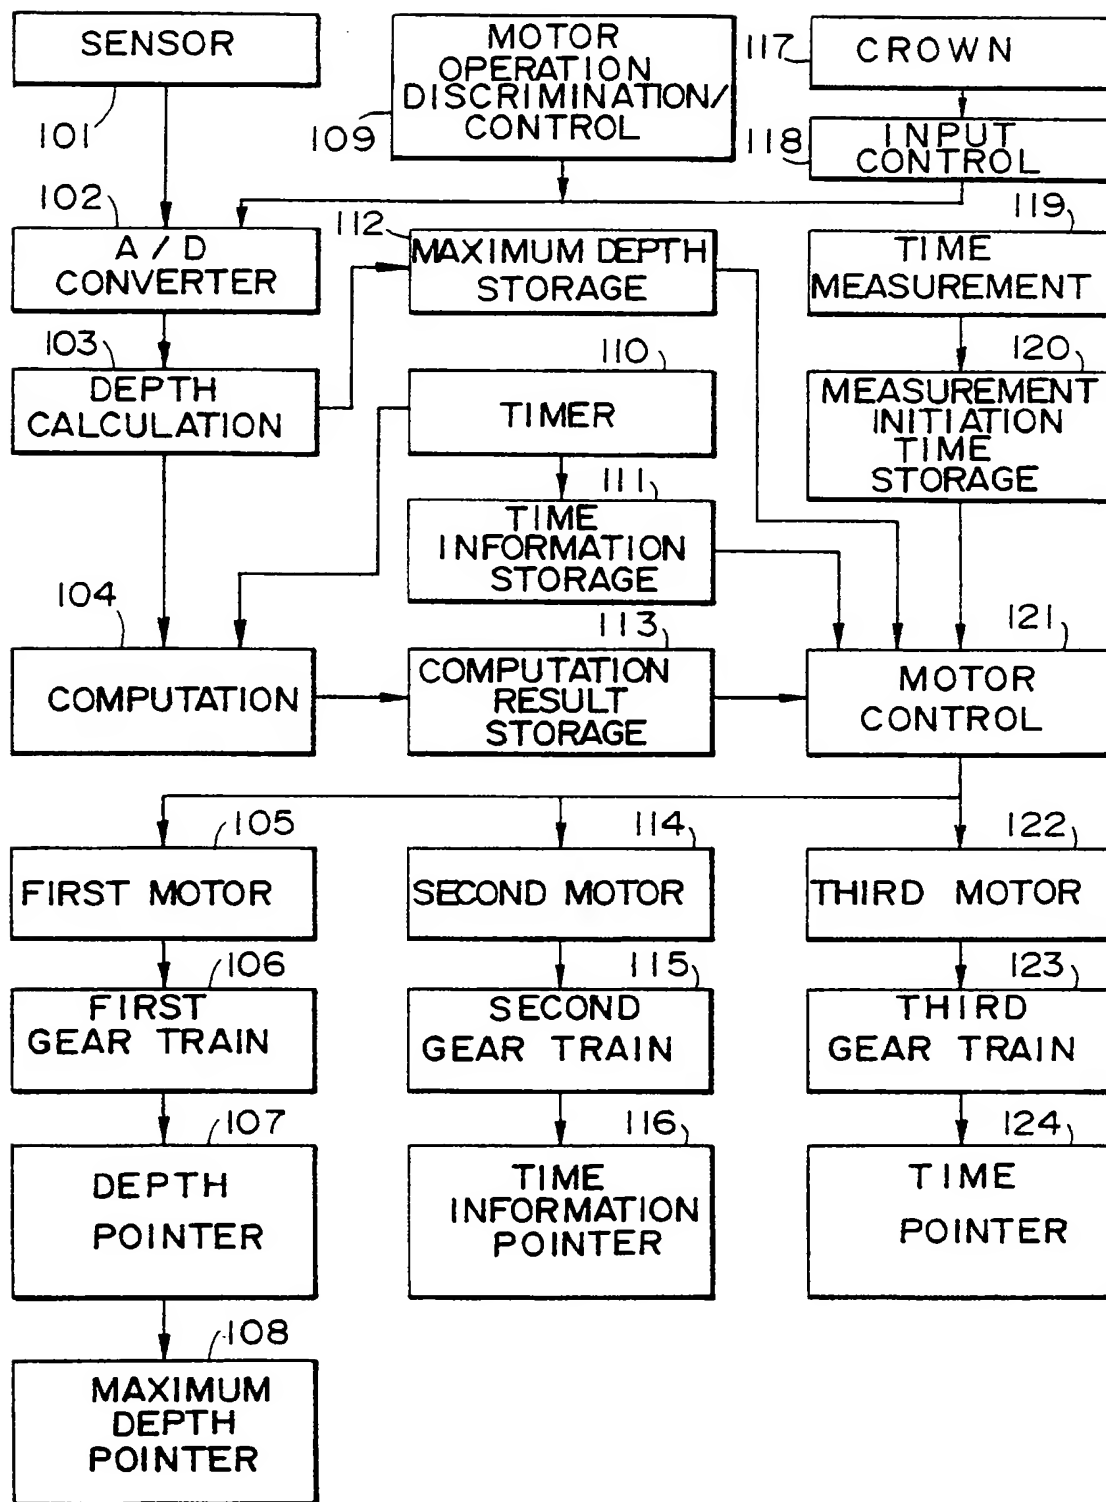 SENSOR
101
MOTOR
OPERATION
DISCRIMINATION/
CONTROL
109
117
CROWN
118
INPUT
CONTROL
102
A/D
CONVERTER
112
MAXIMUM DEPTH
STORAGE
119
TIME
MEASUREMENT
103
DEPTH
CALCULATION
110
TIMER
120
MEASUREMENT
INITIATION
TIME
STORAGE
111
TIME
INFORMATION
STORAGE
104
COMPUTATION
113
COMPUTATION
RESULT
STORAGE
121
MOTOR
CONTROL
105
FIRST MOTOR
114
SECOND MOTOR
122
THIRD MOTOR
106
FIRST
GEAR TRAIN
115
SECOND
GEAR TRAIN
123
THIRD
GEAR TRAIN
107
DEPTH
POINTER
116
TIME
INFORMATION
POINTER
124
TIME
POINTER
108
MAXIMUM
DEPTH
POINTER